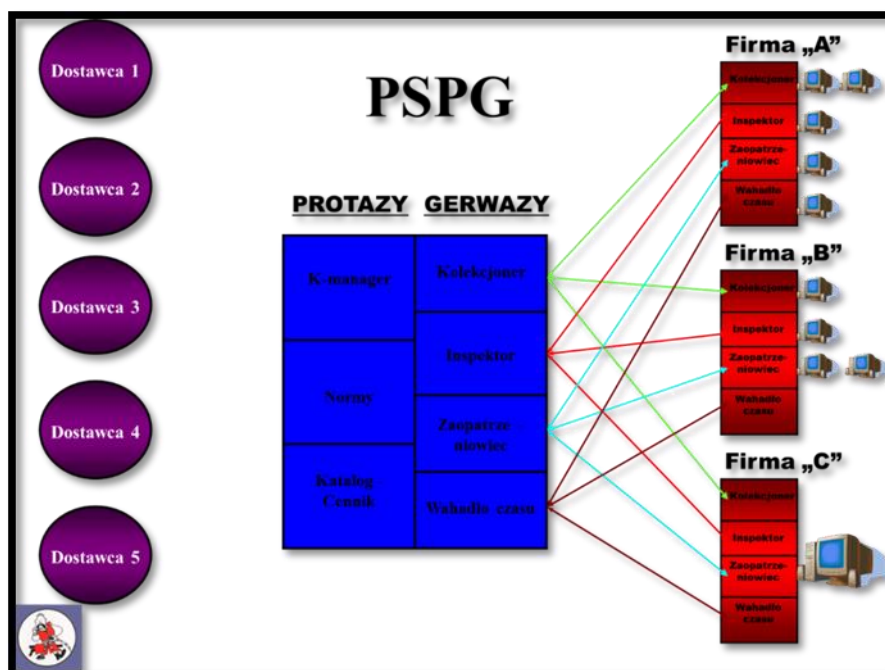 Dostawca 1
Dostawca 2
Dostawca 3
Dostawca 4
Dostawca 5
PSPG
PROTAZY
K-manager
Normy
Katalog -
Cennik
GERWAZY
Kolekcjoner
Inspektor
Zaopatrze -
niowiec
Wahadło czasu
Firma „A”
Kolekcjoner
Inspektor
Zaopatrze-
niowiec
Wahadło
czasu
Firma „B”
Kolekcjoner
Inspektor
Zaopatrze-
niowiec
Wahadło
czasu
Firma „C”
Kolekcjoner
Inspektor
Zaopatrze-
niowiec
Wahadło
czasu